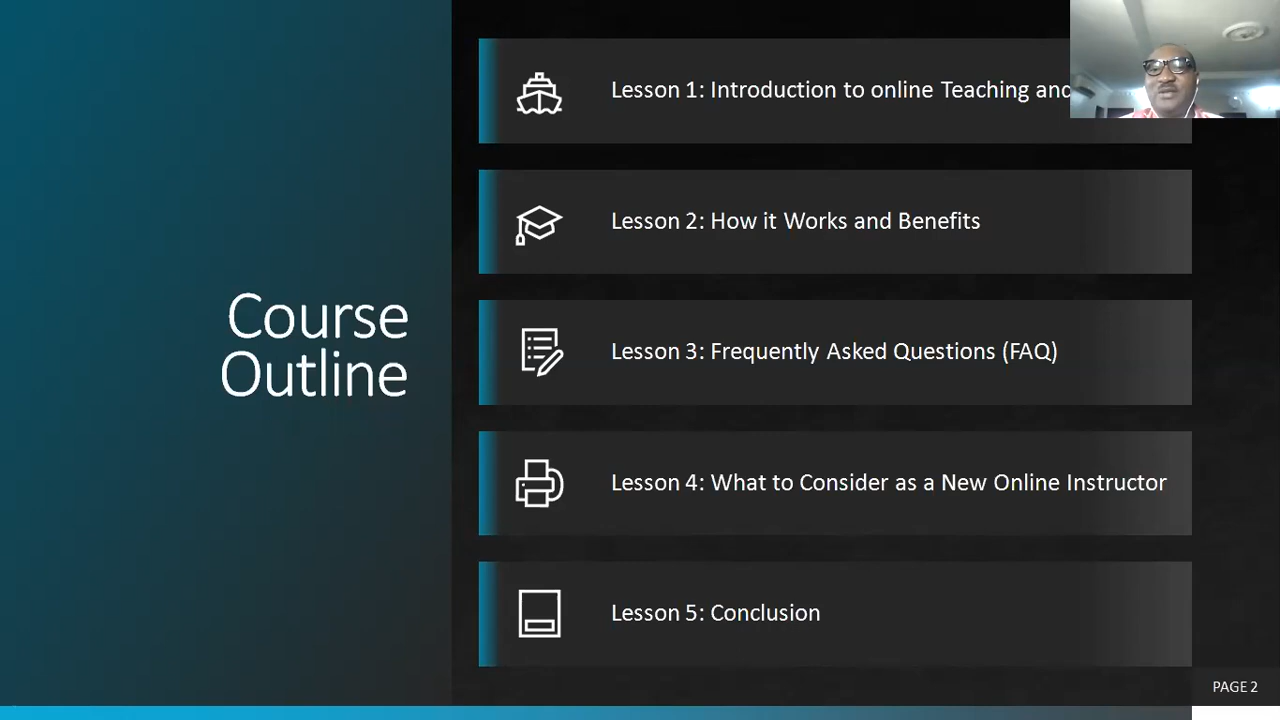 Course
Outline
Lesson 1: Introduction to online Teaching and
Lesson 2: How it Works and Benefits
Lesson 3: Frequently Asked Questions (FAQ)
Lesson 4: What to Consider as a New Online Instructor
Lesson 5: Conclusion
PAGE 2